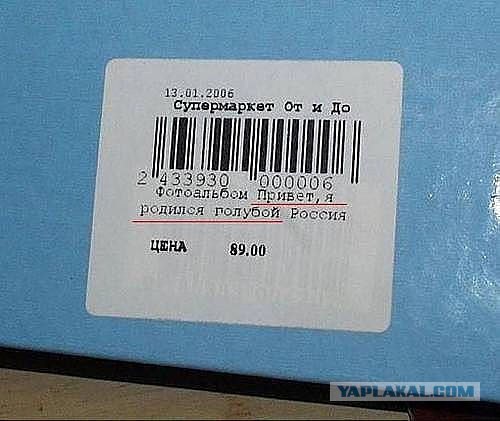 13.01.2006
Супермаркет От и До
2 433930 000006
Фотоальбом Привет,я
родился голубой Россия
ЦЕНА 89.00
YAPLAKAL.COM